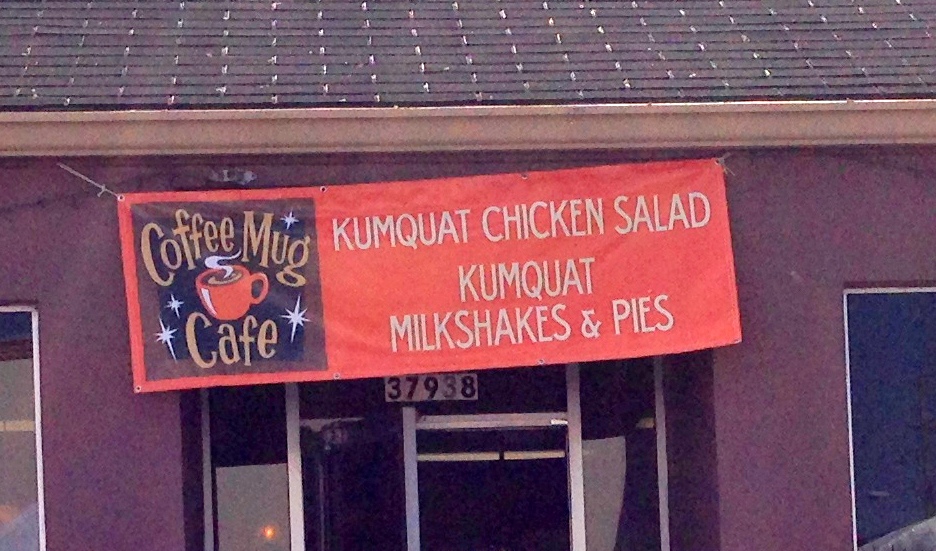 Coffee Mug
Cafe
KUMQUAT CHICKEN SALAD
KUMQUAT
MILKSHAKES & PIES
37938